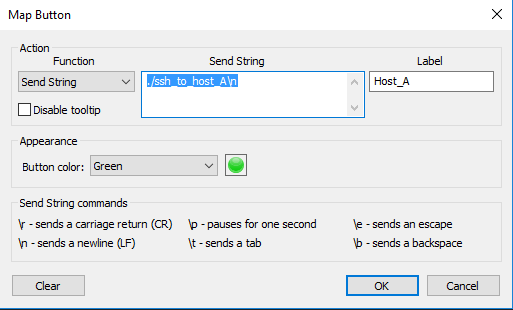 Map Button
Action
Function
Send String
Label
Send String
./ssh_to_host_A\n
Host_A
Disable tooltip
Appearance
Button color:
Green
Send String commands
\r - sends a carriage return (CR)
\p - pauses for one second
\e - sends an escape
\n - sends a newline (LF)
\t - sends a tab
\b - sends a backspace
Clear
OK
Cancel